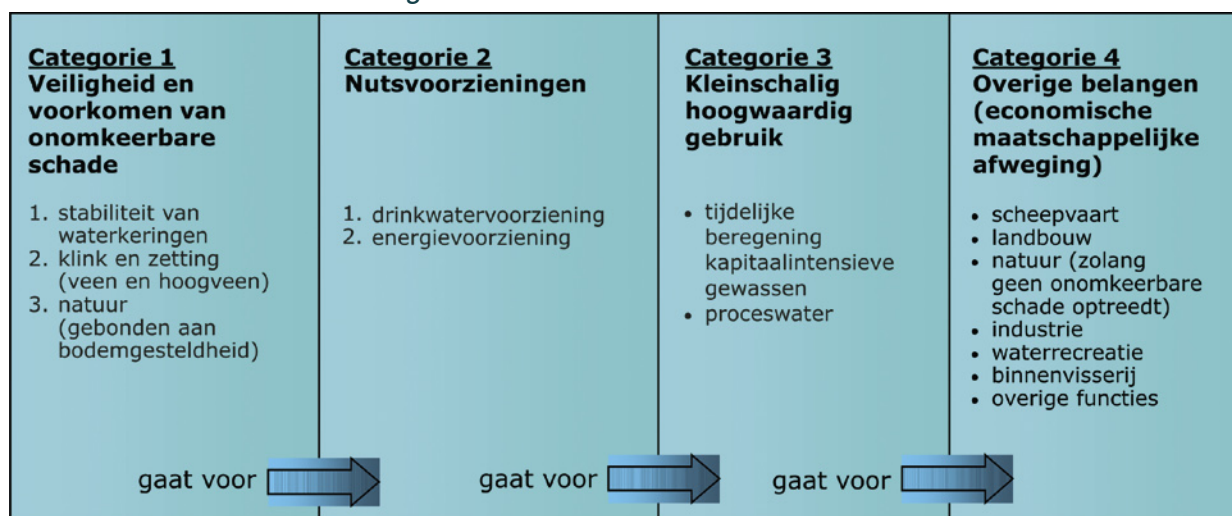 Categorie 1
Veiligheid en
voorkomen van
onomkeerbare
schade
1. stabiliteit van
waterkeringen
2. klink en zetting
(veen en hoogveen)
3. natuur
(gebonden aan
bodemgesteldheid)
gaat voor
Categorie 2
Nutsvoorzieningen
1. drinkwatervoorziening
2. energievoorziening
gaat voor
Categorie 3
Kleinschalig
hoogwaardig
gebruik
• tijdelijke
beregening
kapitaalintensieve
gewassen
• proceswater
gaat voor
Categorie 4
Overige belangen
(economische
maatschappelijke
afweging)
• scheepvaart
• landbouw
• natuur (zolang
geen onomkeerbare
schade optreedt)
• industrie
• waterrecreatie
• binnenvisserij
• overige functies